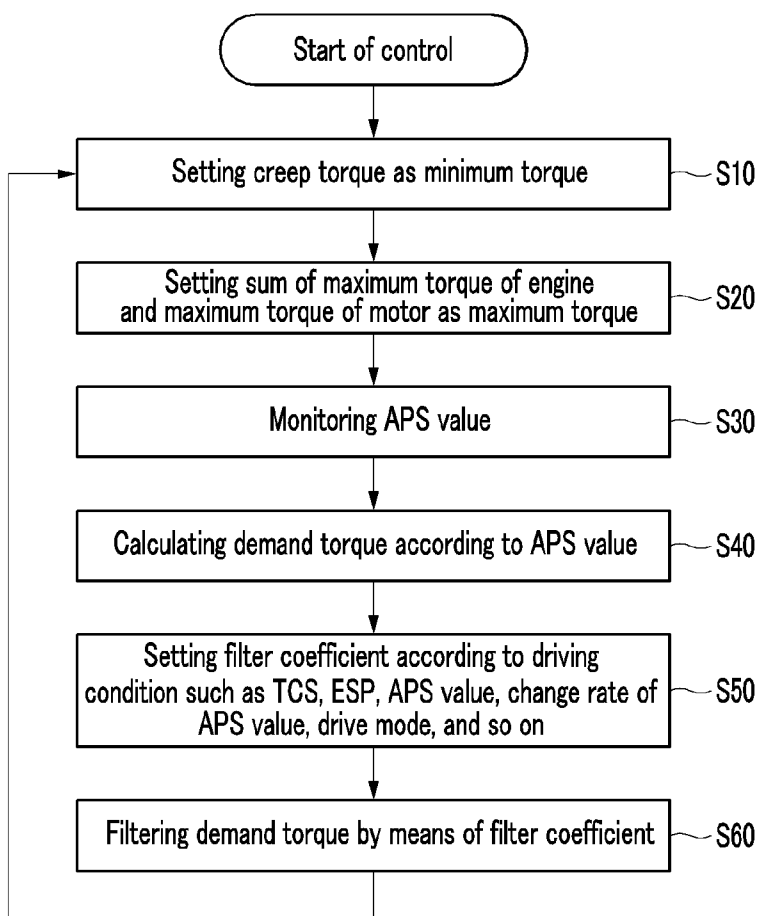 Start of control
Setting creep torque as minimum torque
S10
Setting sum of maximum torque of engine
and maximum torque of motor as maximum torque
S20
Monitoring APS value
S30
Calculating demand torque according to APS value
S40
Setting filter coefficient according to driving
condition such as TCS, ESP, APS value, change rate of
APS value, drive mode, and so on
S50
Filtering demand torque by means of filter coefficient
S60